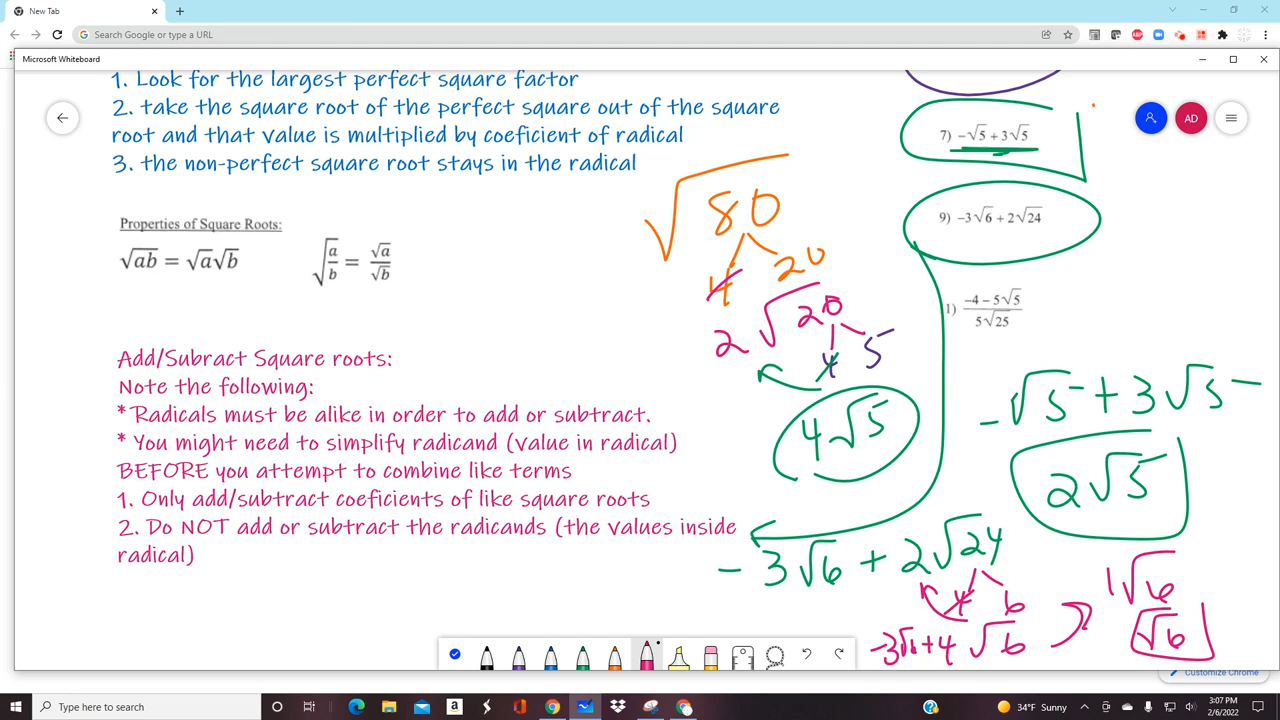 New Tab
Search Google or type a URL
Microsoft Whiteboard
1. Look for the largest perfect square factor
2. take the square root of the perfect square out of the square
root and that value is multiplied by coeficient of radical
3. the non-perfect square root stays in the radical
Properties of Square Roots:
√ab = √a√b
√(a/b) = √a/√b
Add/Subract Square roots:
Note the following:
* Radicals must be alike in order to add or subtract.
* You might need to simplify radicand (value in radical)
BEFORE you attempt to combine like terms
1. Only add/subtract coeficients of like square roots
2. Do NOT add or subtract the radicands (the values inside
radical)
√80
4 20
2√20
4 5
4√5
7) -√5 + 3√5
9) -3√6 + 2√24
1) (-4 - 5√5)/(5√25)
-√5 + 3√5
2√5
- 3√6 + 2√24
4 6
-3√6+4 √6
1√6
√6
AD
Customize Chrome
Type here to search
34°F Sunny
3:07 PM
2/6/2022